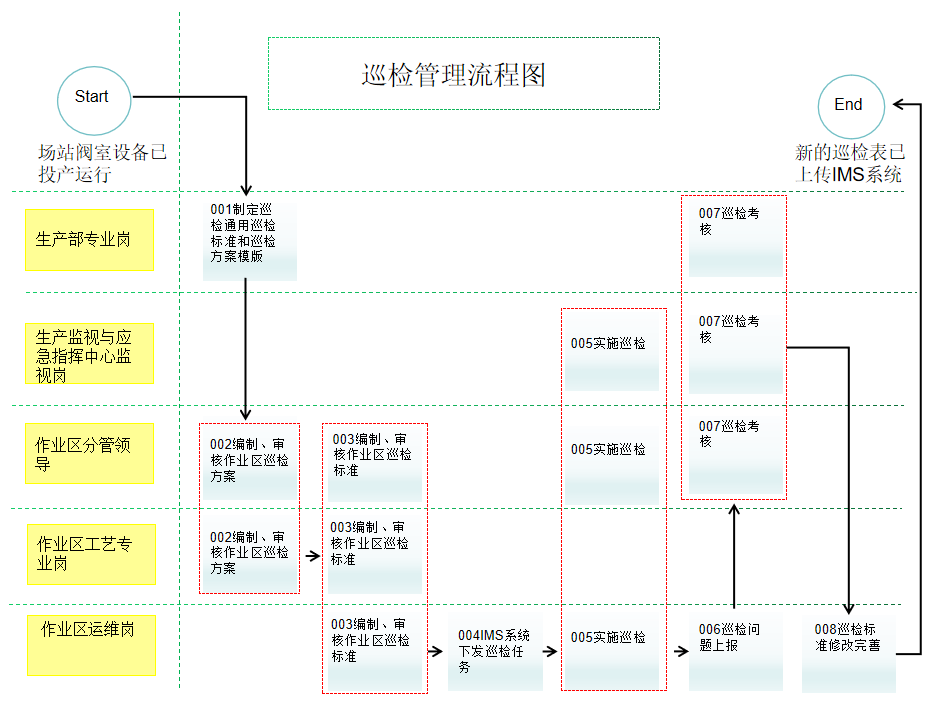 巡检管理流程图
Start
End
场站阀室设备已
投产运行
新的巡检表已
上传IMS系统
生产部专业岗
001制定巡
检通用巡检
标准和巡检
方案模版
007巡检考
核
生产监视与应
急指挥中心监
视岗
005实施巡检
007巡检考
核
作业区分管领
导
002编制、审
核作业区巡检
方案
003编制、审
核作业区巡检
标准
005实施巡检
007巡检考
核
作业区工艺专
业岗
002编制、审
核作业区巡检
方案
003编制、审
核作业区巡检
标准
作业区运维岗
003编制、审
核作业区巡检
标准
004IMS系统
下发巡检任
务
005实施巡检
006巡检问
题上报
008巡检标
准修改完善